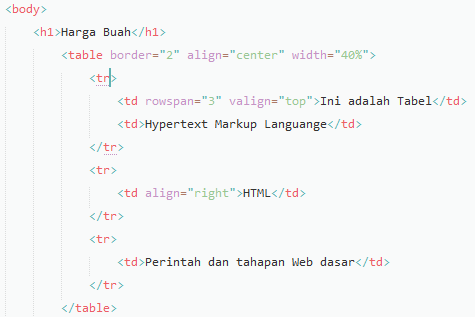 <body>
<h1>Harga Buah</h1>
<table border="2" align="center" width="40%">
<tr>
<td rowspan="3" valign="top">Ini adalah Tabel</td>
<td>Hypertext Markup Languange</td>
</tr>
<tr>
<td align="right">HTML</td>
</tr>
<tr>
<td>Perintah dan tahapan Web dasar</td>
</tr>
</table>